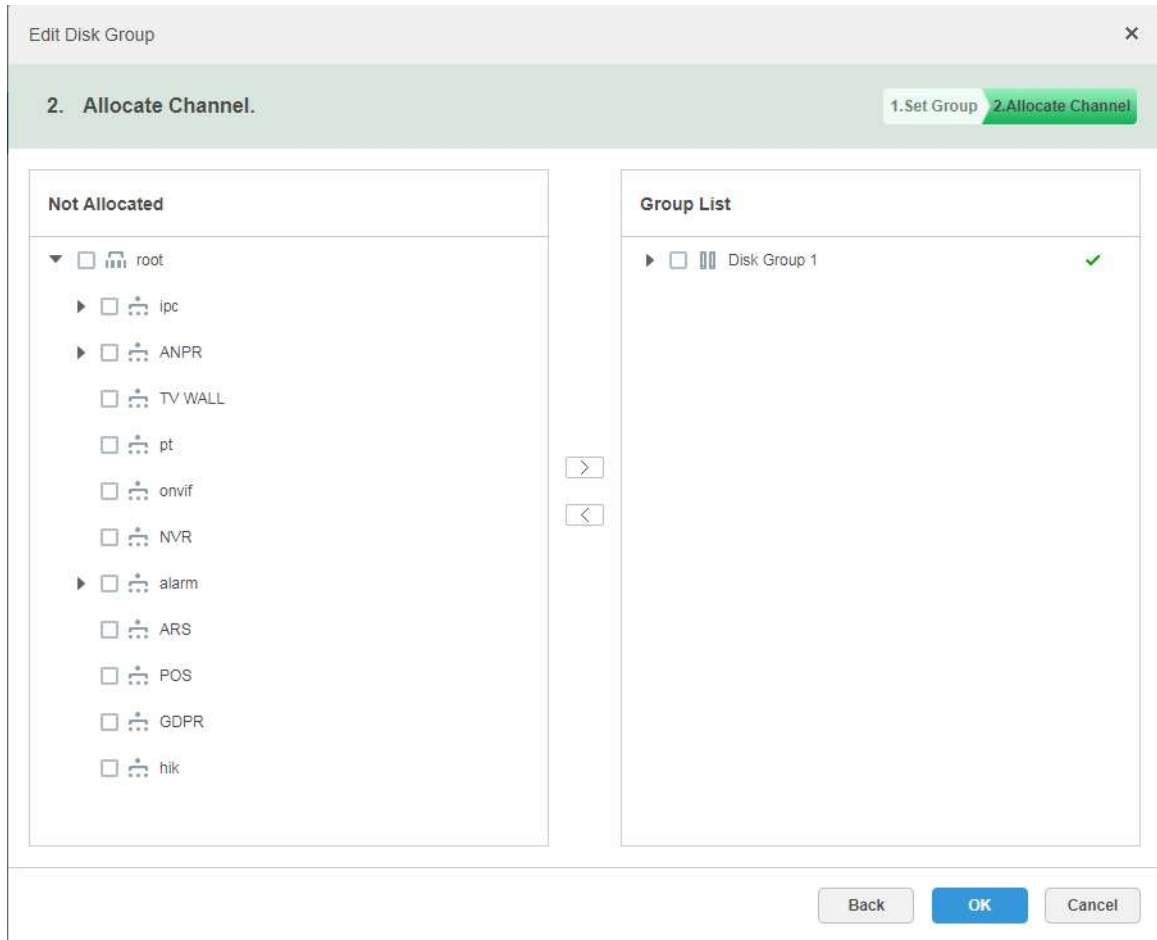 Edit Disk Group
2. Allocate Channel.
1.Set Group 2.Allocate Channel
Not Allocated
root
ipc
ANPR
TV WALL
pt
onvif
NVR
alarm
ARS
POS
GDPR
hik
Group List
Disk Group 1
Back OK Cancel